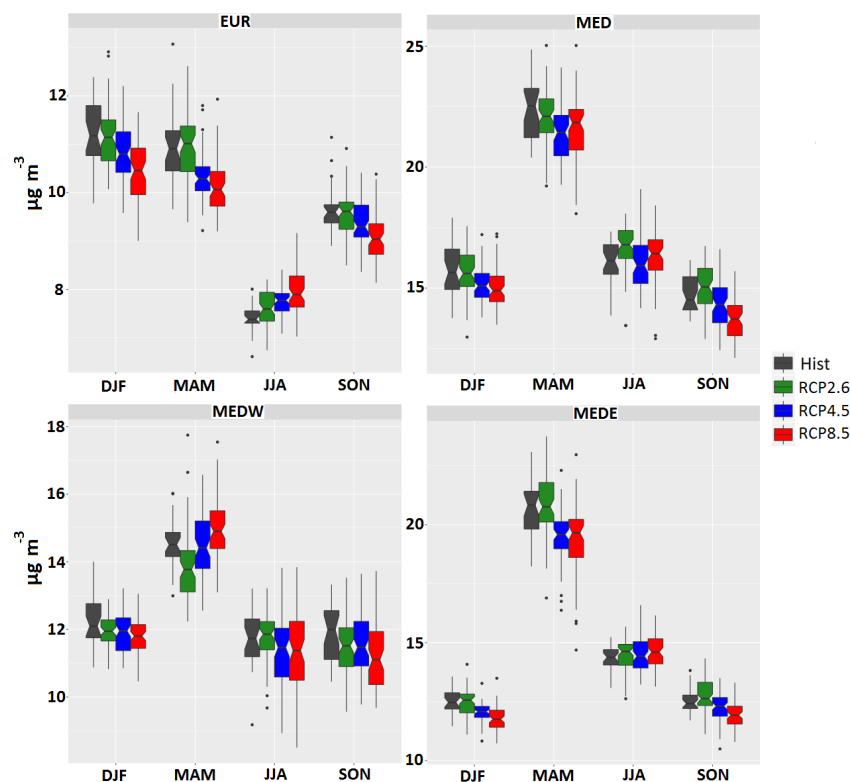 EUR
MED
µg m-3
12
10
8
25
20
15
DJF MAM JJA SON
DJF MAM JJA SON
Hist
RCP2.6
RCP4.5
RCP8.5
MEDW
MEDE
µg m-3
18
16
14
12
10
20
15
10
DJF MAM JJA SON
DJF MAM JJA SON